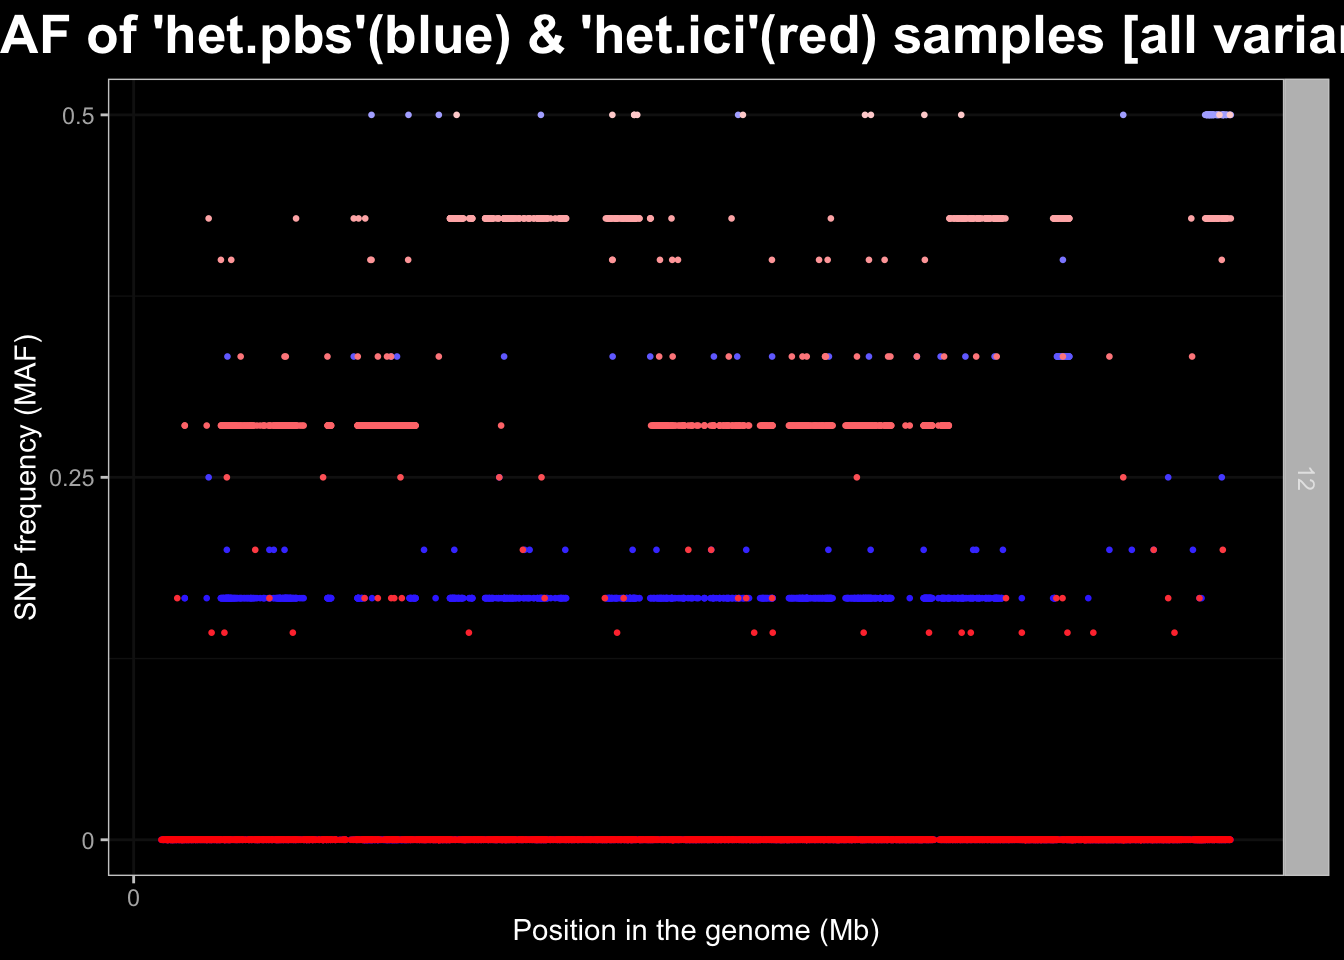 AF of 'het.pbs'(blue) & 'het.ici'(red) samples [all varian
0.5
0.25
0
SNP frequency (MAF)
12
0
Position in the genome (Mb)